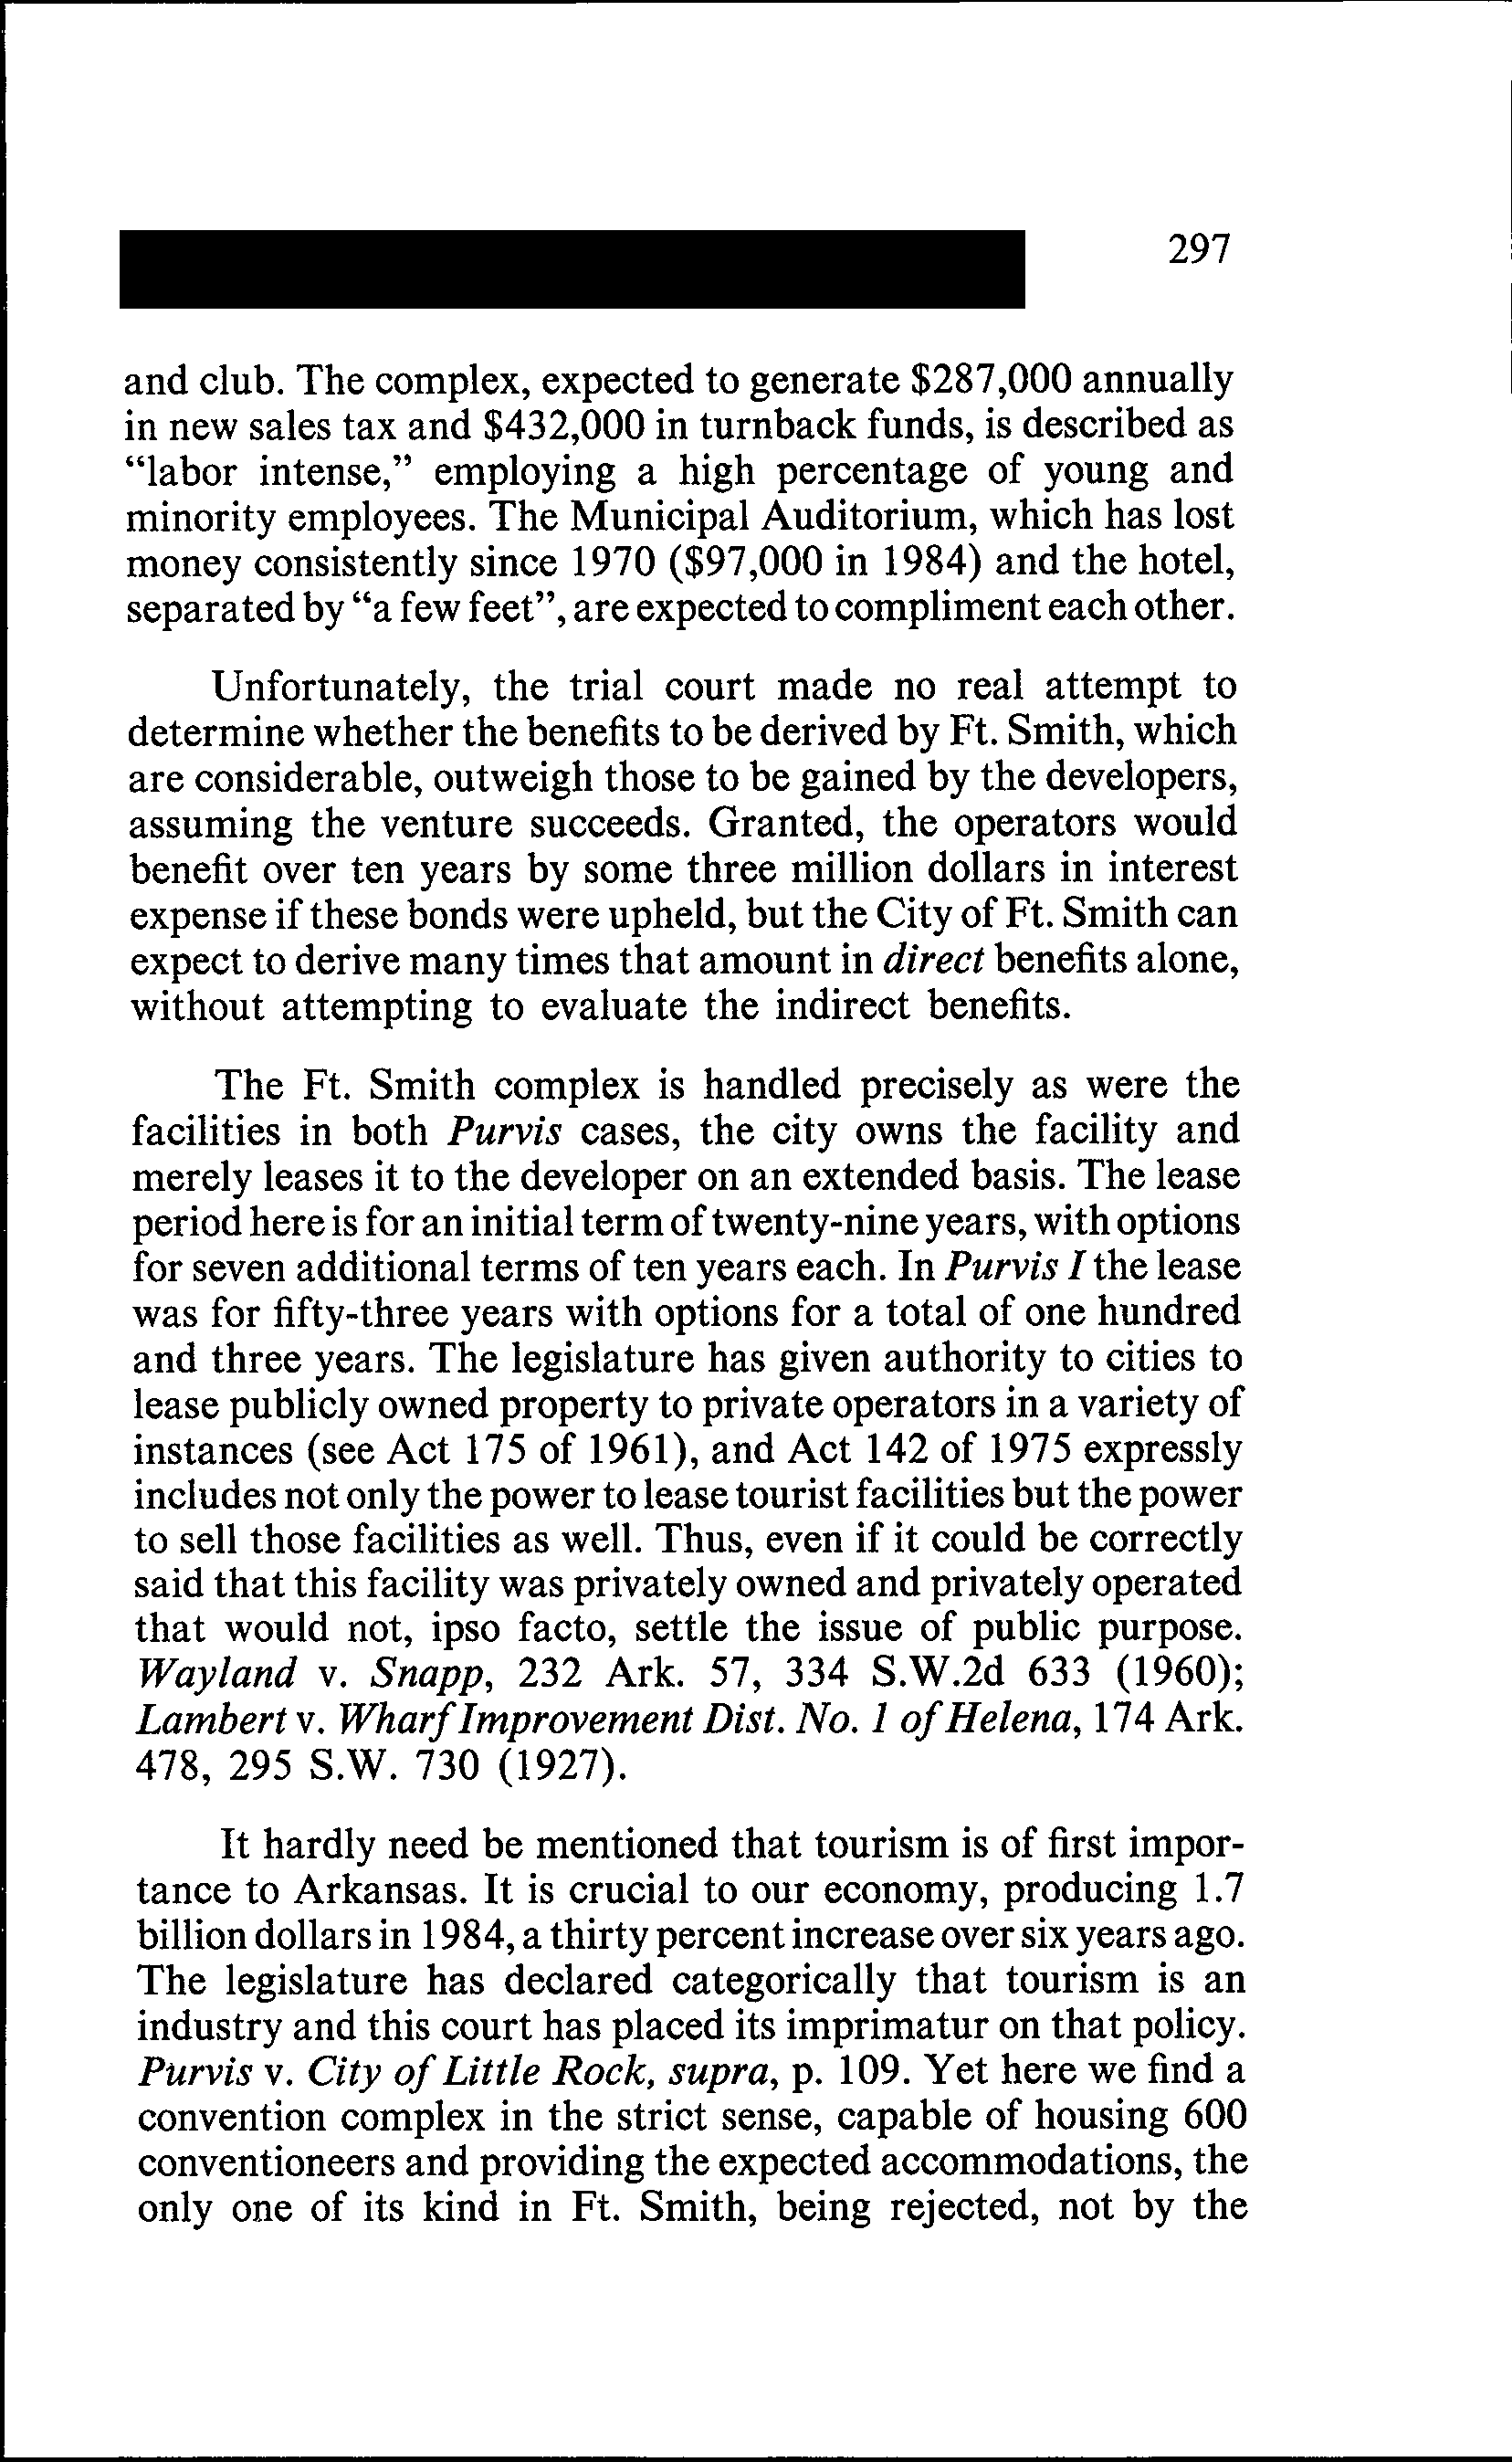 297
and club. The complex, expected to generate $287,000 annually
in new sales tax and $432,000 in turnback funds, is described as
“labor intense,” employing a high percentage of young and
minority employees. The Municipal Auditorium, which has lost
money consistently since 1970 ($97,000 in 1984) and the hotel,
separated by “a few feet”, are expected to compliment each other.
Unfortunately, the trial court made no real attempt to
determine whether the benefits to be derived by Ft. Smith, which
are considerable, outweigh those to be gained by the developers,
assuming the venture succeeds. Granted, the operators would
benefit over ten years by some three million dollars in interest
expense if these bonds were upheld, but the City of Ft. Smith can
expect to derive many times that amount in direct benefits alone,
without attempting to evaluate the indirect benefits.
The Ft. Smith complex is handled precisely as were the
facilities in both Purvis cases, the city owns the facility and
merely leases it to the developer on an extended basis. The lease
period here is for an initial term of twenty-nine years, with options
for seven additional terms of ten years each. In Purvis I the lease
was for fifty-three years with options for a total of one hundred
and three years. The legislature has given authority to cities to
lease publicly owned property to private operators in a variety of
instances (see Act 175 of 1961), and Act 142 of 1975 expressly
includes not only the power to lease tourist facilities but the power
to sell those facilities as well. Thus, even if it could be correctly
said that this facility was privately owned and privately operated
that would not, ipso facto, settle the issue of public purpose.
Wayland v. Snapp, 232 Ark. 57, 334 S.W.2d 633 (1960);
Lambert v. Wharf Improvement Dist. No. 1 of Helena, 174 Ark.
478, 295 S.W. 730 (1927).
It hardly need be mentioned that tourism is of first impor-
tance to Arkansas. It is crucial to our economy, producing 1.7
billion dollars in 1984, a thirty percent increase over six years ago.
The legislature has declared categorically that tourism is an
industry and this court has placed its imprimatur on that policy.
Purvis v. City of Little Rock, supra, p. 109. Yet here we find a
convention complex in the strict sense, capable of housing 600
conventioneers and providing the expected accommodations, the
only one of its kind in Ft. Smith, being rejected, not by the